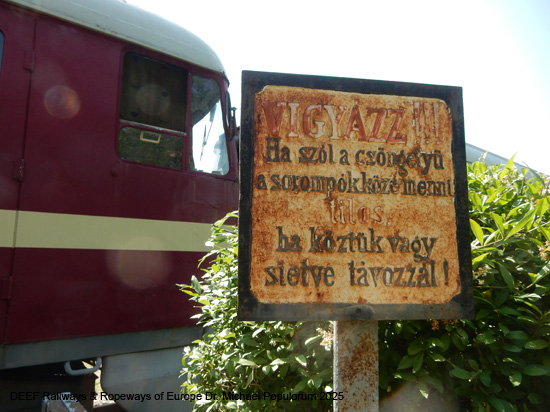 VIGYÁZZ!!!
Ha szól a csöngettyű
a sorompók közé menni
tilos,
ha köztük vagy
sietve távozzál!
DEEF Railways & Ropeways of Europe Dr. Michael Populorum 2025